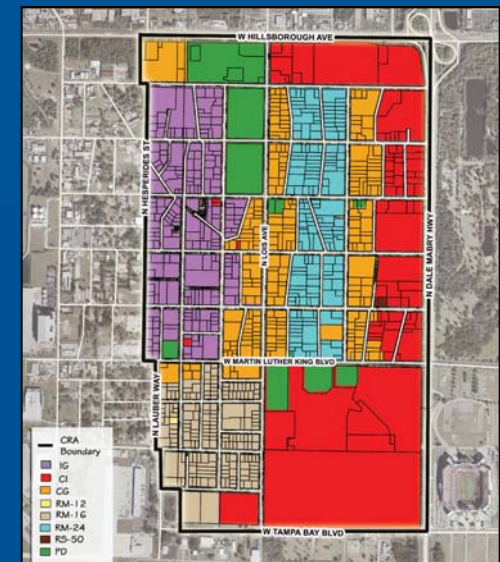 W HILLSBOROUGH AVE
N HESPERIDES ST
N LOIS AVE
N DALE MABRY HWY
W MARTIN LUTHER KING BLVD
N LAUBER WAY
W TAMPA BAY BLVD
CRA
Boundary
IG
CI
CG
RM-12
RM-16
RM-24
RS-50
PD